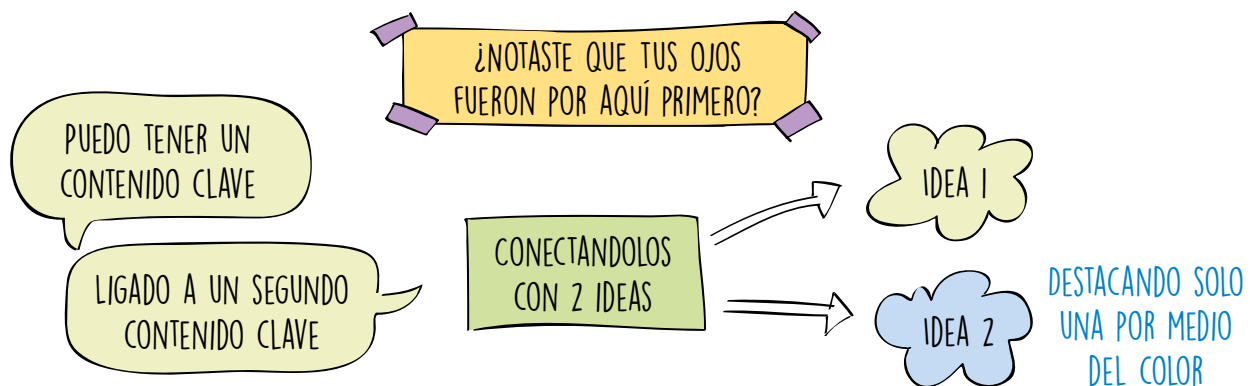 ¿NOTASTE QUE TUS OJOS
FUERON POR AQUÍ PRIMERO?
PUEDO TENER UN
CONTENIDO CLAVE
LIGADO A UN SEGUNDO
CONTENIDO CLAVE
CONECTANDOLOS
CON 2 IDEAS
IDEA 1
IDEA 2
DESTACANDO SOLO
UNA POR MEDIO
DEL COLOR